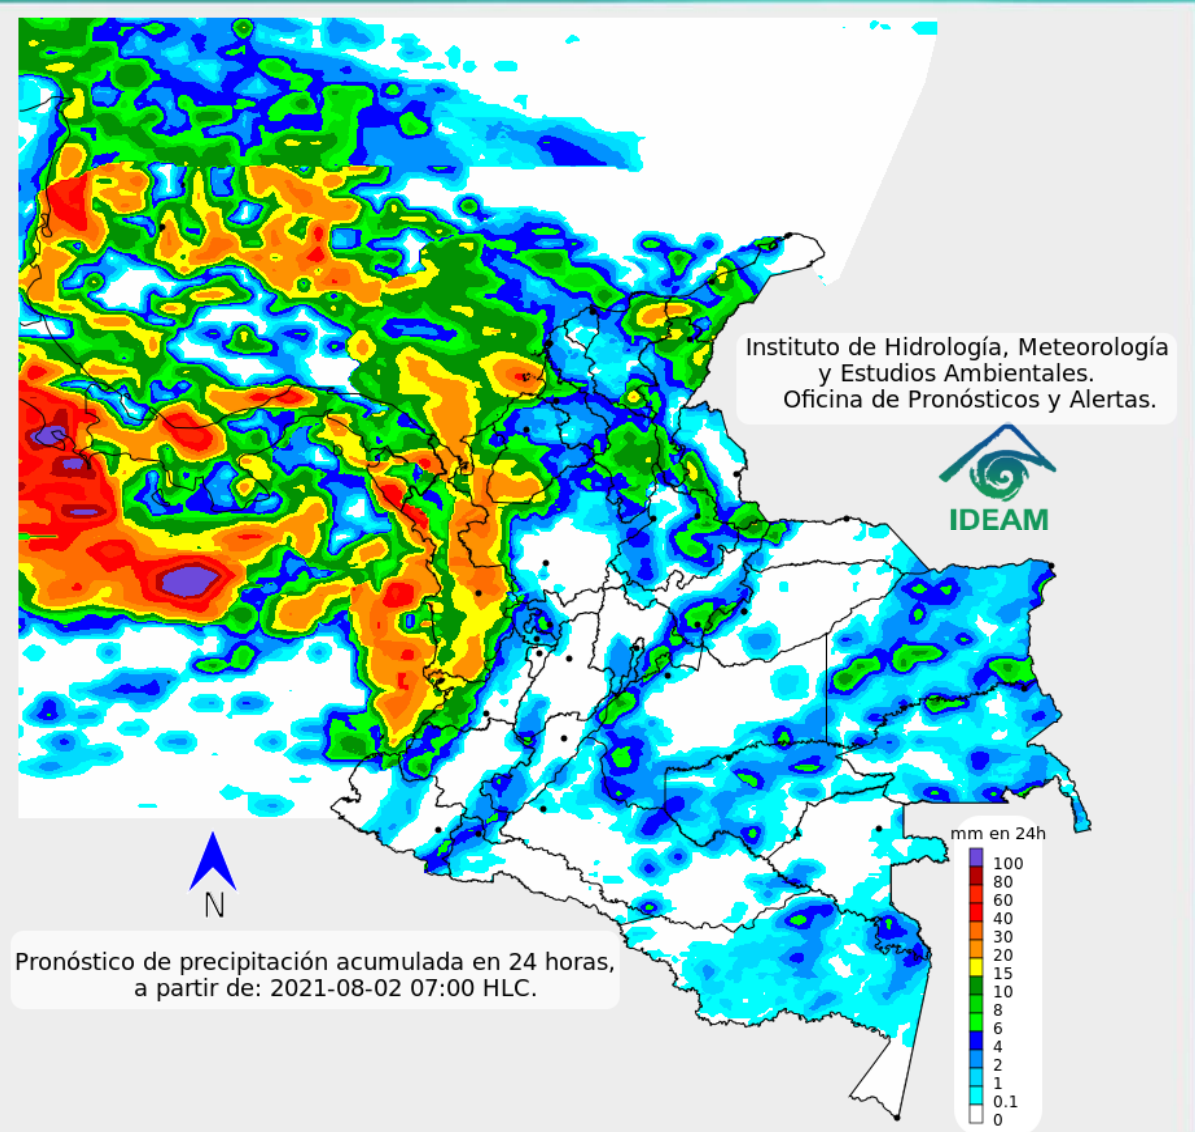 Instituto de Hidrología, Meteorología
y Estudios Ambientales.
Oficina de Pronósticos y Alertas.
IDEAM
mm en 24h
100
80
60
40
30
20
15
10
8
6
4
2
1
0.1
0
N
Pronóstico de precipitación acumulada en 24 horas,
a partir de: 2021-08-02 07:00 HLC.